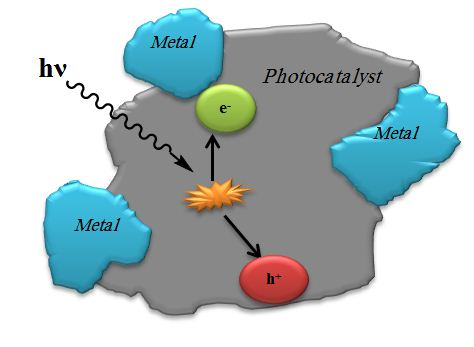 Metal
hν
Photocatalyst
e⁻
Metal
Metal
h⁺